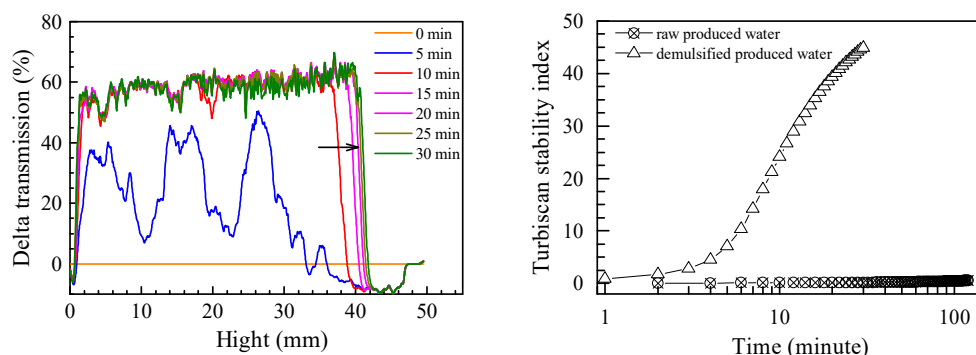 80
60
40
20
0
0
10
20
30
40
50
Delta transmission (%)
Hight (mm)
0 min
5 min
10 min
15 min
20 min
25 min
30 min
50
40
30
20
10
0
1
10
100
Turbiscan stability index
Time (minute)
raw produced water
demulsified produced water